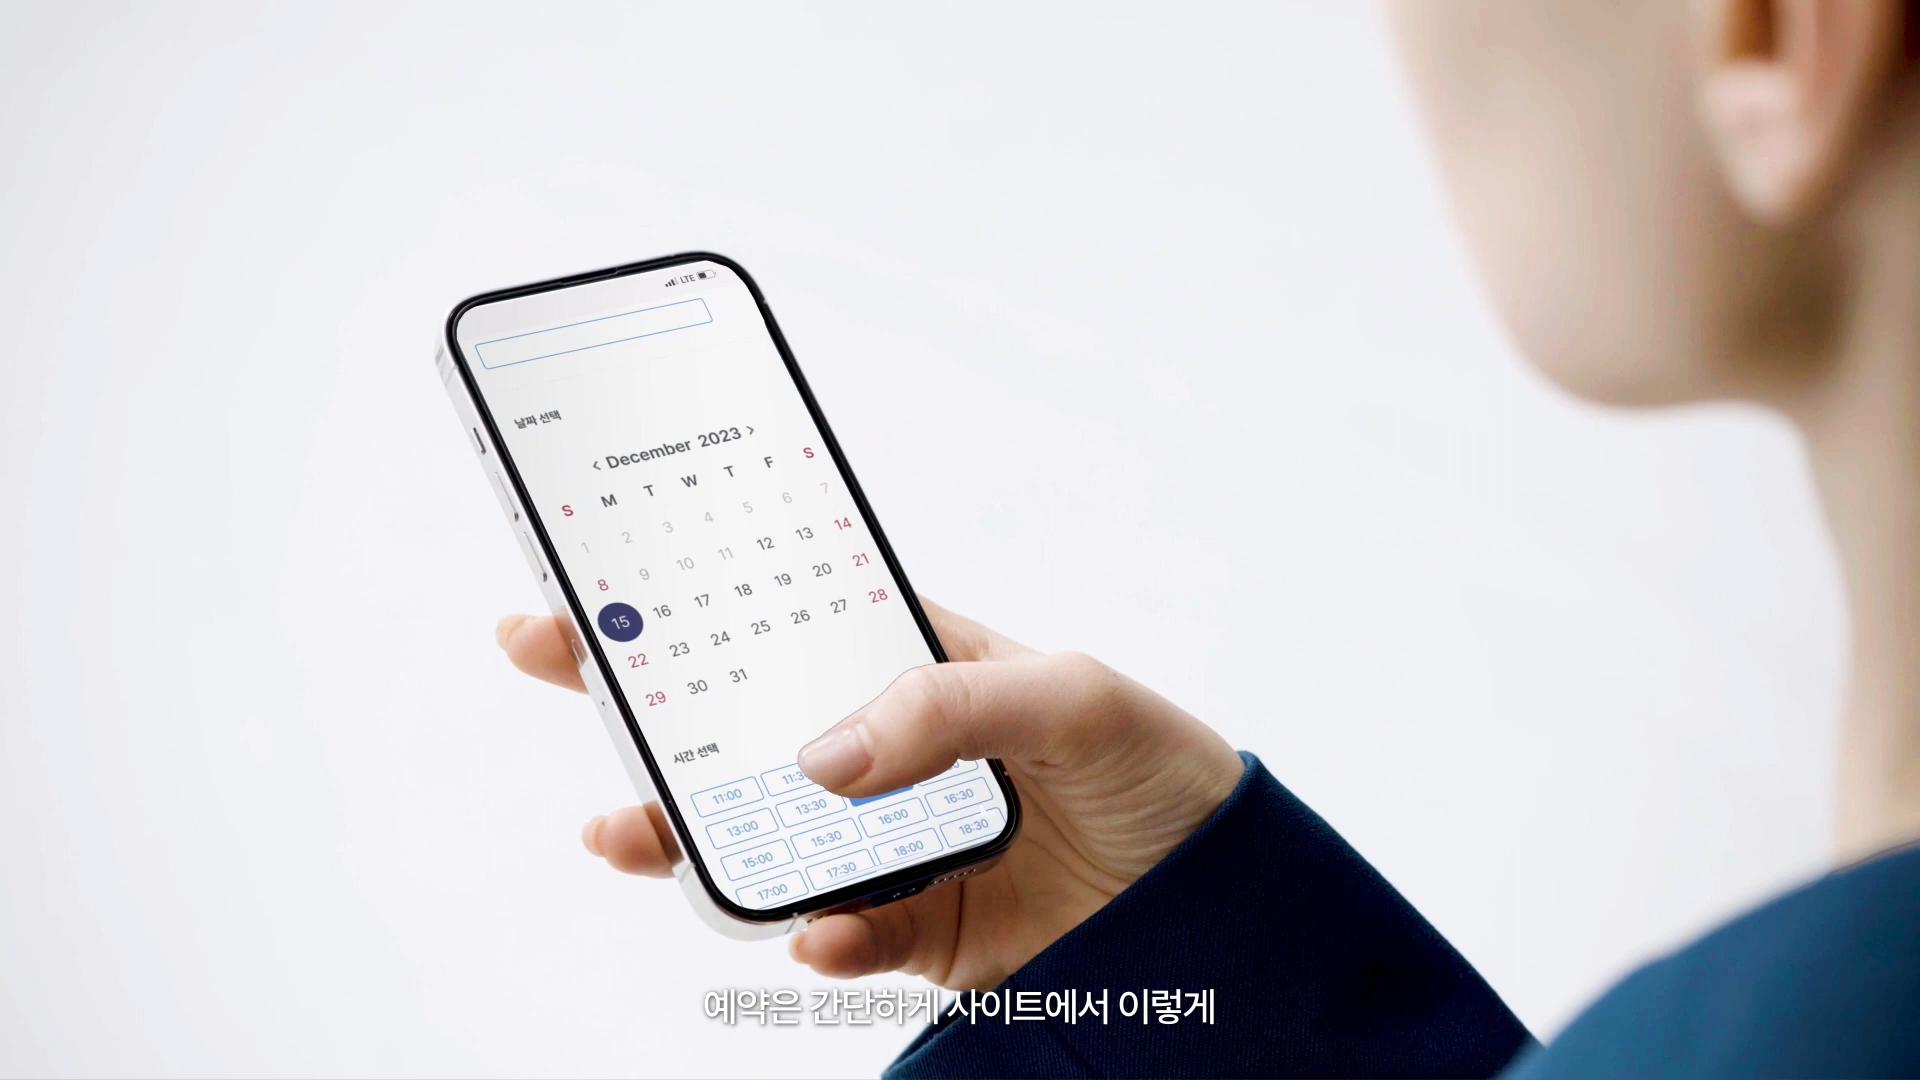 LTE
날짜 선택
< December 2023 >
S M T W T F S
1 2 3 4 5 6 7
8 9 10 11 12 13 14
15 16 17 18 19 20 21
22 23 24 25 26 27 28
29 30 31
시간 선택
11:00
13:00 13:30 16:30
15:00 15:30 16:00 18:30
17:00 17:30 18:00
예약은 간단하게 사이트에서 이렇게